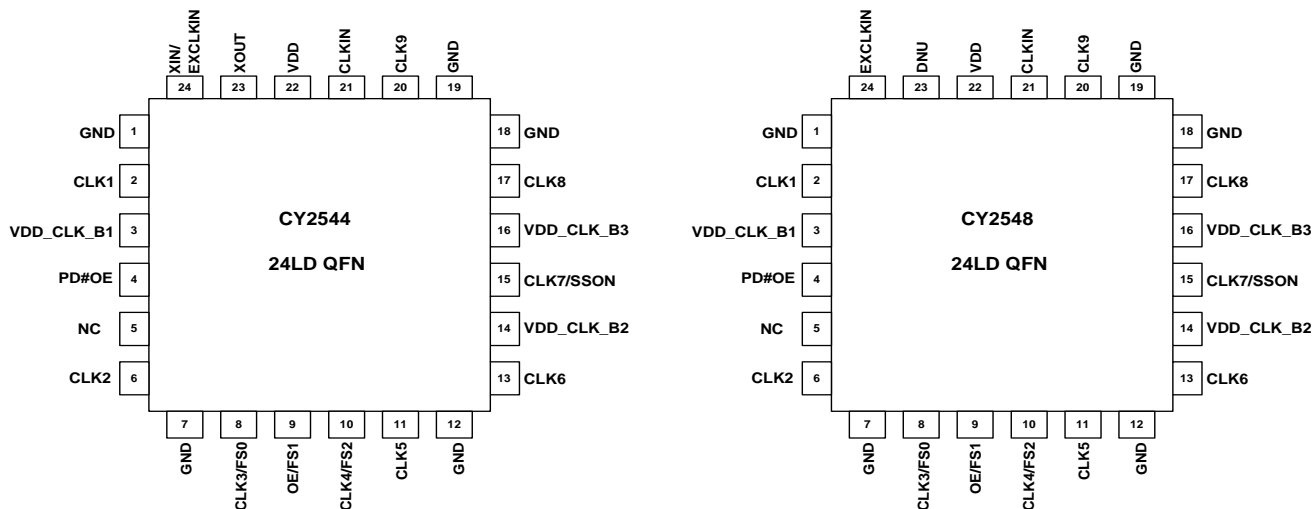 XIN/
EXCLKIN
XOUT
VDD
CLKIN
CLK9
GND
24
23
22
21
20
19
GND
1
CLK1
2
VDD_CLK_B1
3
PD#OE
4
NC
5
CLK2
6
CY2544
24LD QFN
18
GND
17
CLK8
16
VDD_CLK_B3
15
CLK7/SSON
14
VDD_CLK_B2
13
CLK6
7
8
9
10
11
12
GND
CLK3/FS0
OE/FS1
CLK4/FS2
CLK5
GND
EXCLKIN
DNU
VDD
CLKIN
CLK9
GND
24
23
22
21
20
19
GND
1
CLK1
2
VDD_CLK_B1
3
PD#OE
4
NC
5
CLK2
6
CY2548
24LD QFN
18
GND
17
CLK8
16
VDD_CLK_B3
15
CLK7/SSON
14
VDD_CLK_B2
13
CLK6
7
8
9
10
11
12
GND
CLK3/FS0
OE/FS1
CLK4/FS2
CLK5
GND